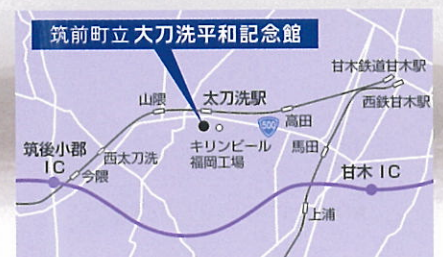 筑前町立 大刀洗平和記念館
甘木鉄道甘木駅
西鉄甘木駅
山隈
太刀洗駅
高田
500
筑後小郡
IC
西太刀洗
今隈
キリンビール
福岡工場
馬田
甘木 IC
上浦